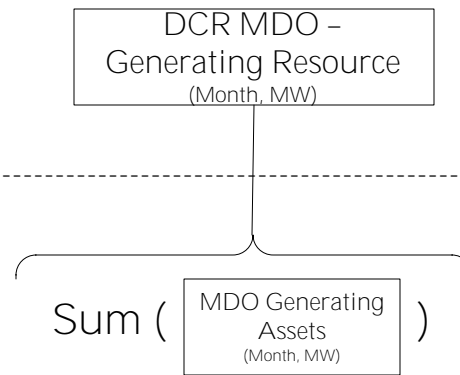 DCR MDO –
Generating Resource
(Month, MW)
Sum (
MDO Generating
Assets
(Month, MW)
)